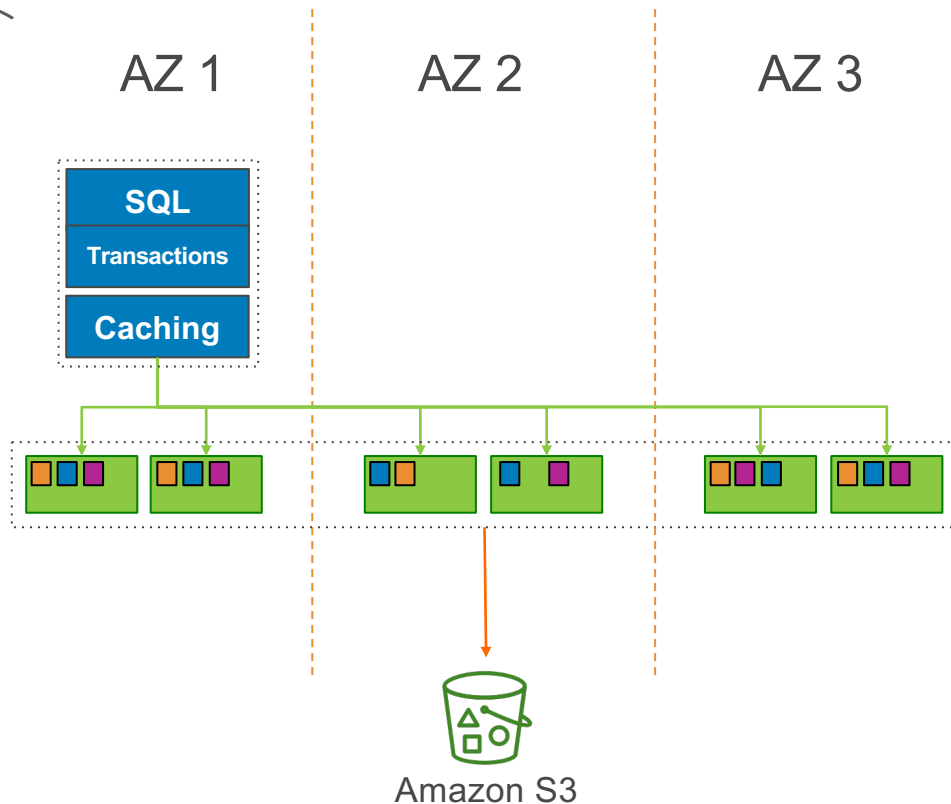 AZ 1
AZ 2
AZ 3
SQL
Transactions
Caching
Amazon S3